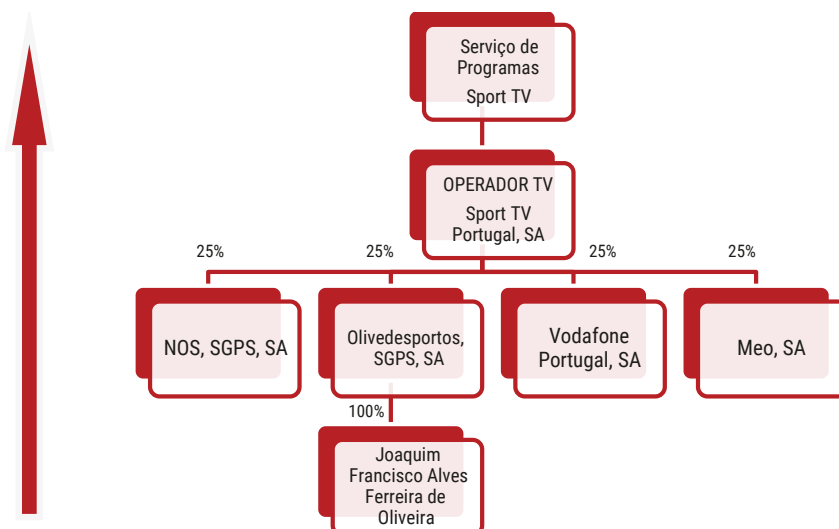 Serviço de
Programas
Sport TV
OPERADOR TV
Sport TV
Portugal, SA
25%
25%
25%
25%
NOS, SGPS, SA
Olivedesportos,
SGPS, SA
Vodafone
Portugal, SA
Meo, SA
100%
Joaquim
Francisco Alves
Ferreira de
Oliveira